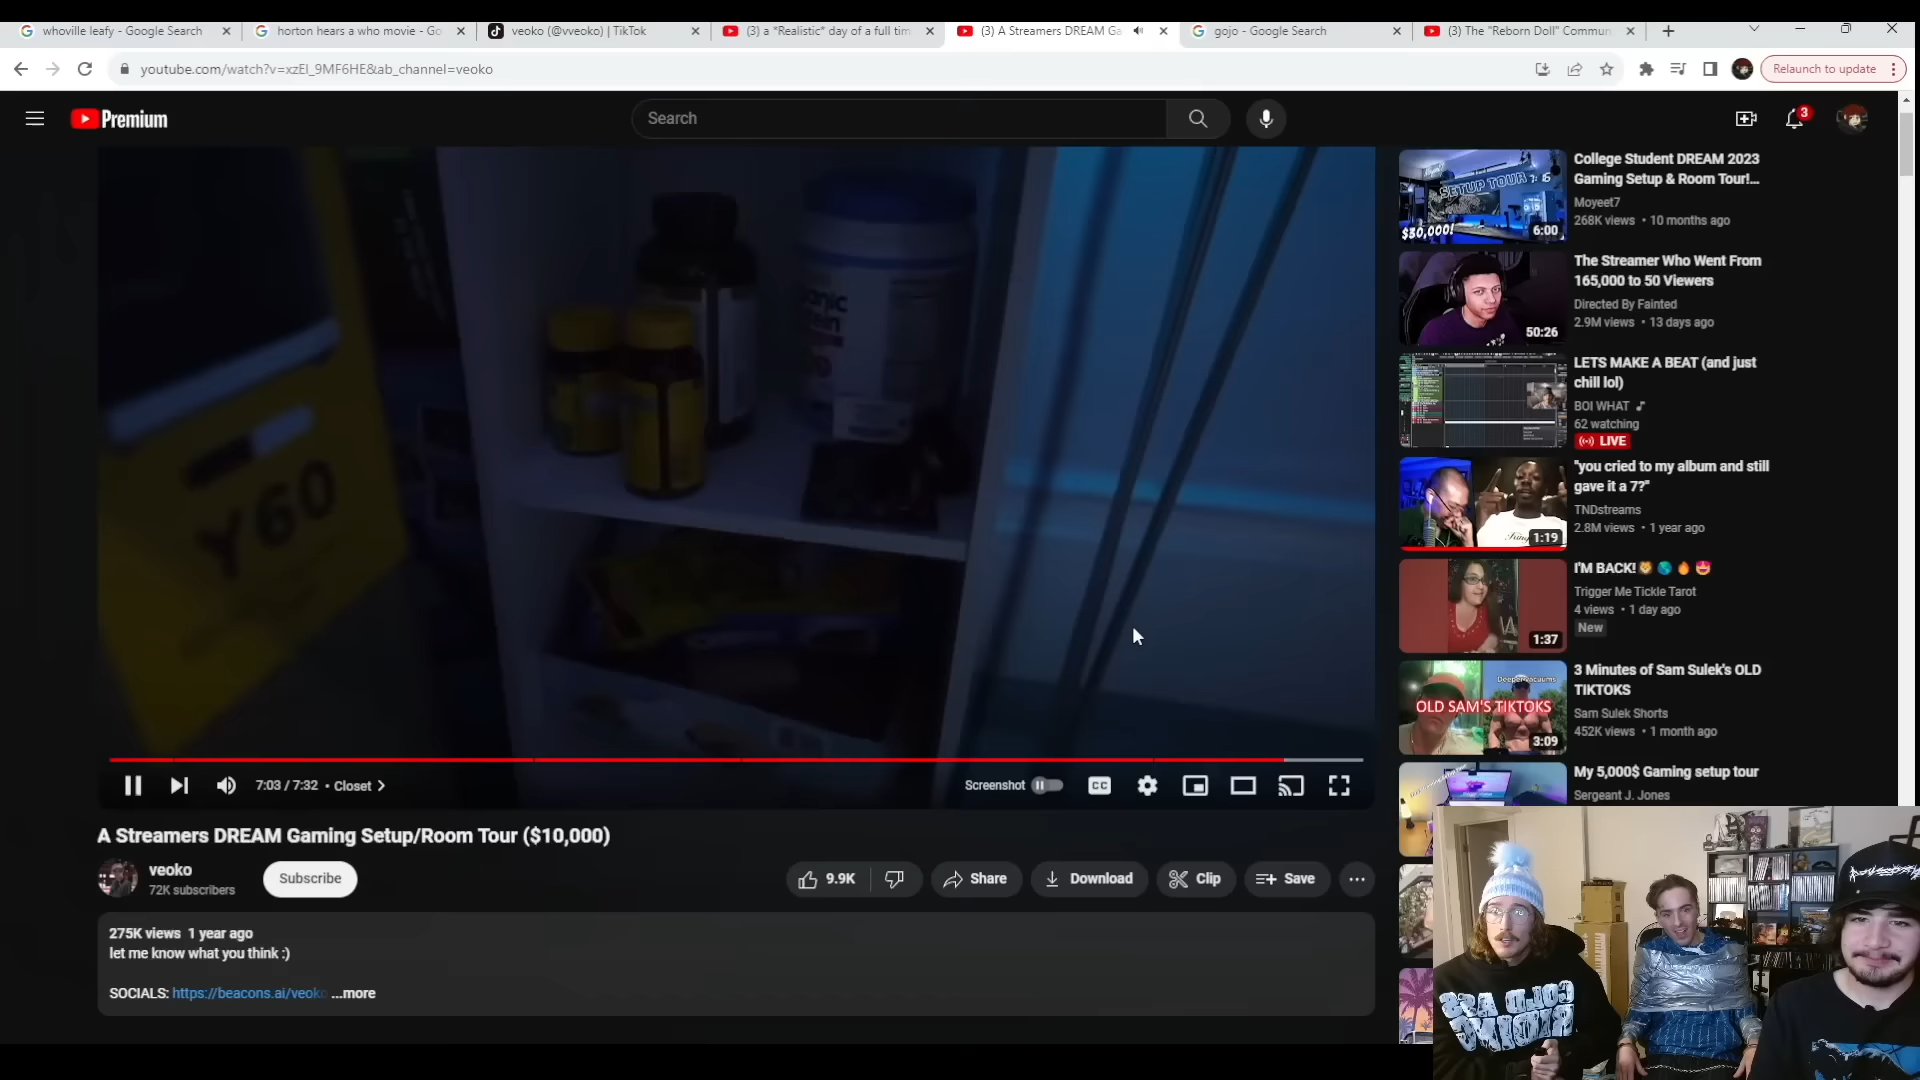 whoville leafy - Google Search
horton hears a who movie - Go
veoko (@vveoko) | TikTok
(3) a *Realistic* day of a full tim
(3) A Streamers DREAM Ga
gojo - Google Search
(3) The "Reborn Doll" Commun
youtube.com/watch?v=xzEl_9MF6HE&ab_channel=veoko
Relaunch to update
Premium
Search
3
Y60
7:03 / 7:32 • Closet
Screenshot
CC
A Streamers DREAM Gaming Setup/Room Tour ($10,000)
veoko
72K subscribers
Subscribe
9.9K
Share
Download
Clip
Save
275K views 1 year ago
let me know what you think :)
SOCIALS: https://beacons.ai/veoko ...more
SETUP TOUR
$30,000!
6:00
College Student DREAM 2023
Gaming Setup & Room Tour!...
Moyeet7
268K views • 10 months ago
50:26
The Streamer Who Went From
165,000 to 50 Viewers
Directed By Fainted
2.9M views • 13 days ago
LETS MAKE A BEAT (and just
chill lol)
BOI WHAT
62 watching
LIVE
1:19
"you cried to my album and still
gave it a 7?"
TNDstreams
2.8M views • 1 year ago
1:37
I'M BACK!
Trigger Me Tickle Tarot
4 views • 1 day ago
New
OLD SAM'S TIKTOKS
3:09
3 Minutes of Sam Sulek's OLD
TIKTOKS
Sam Sulek Shorts
452K views • 1 month ago
My 5,000$ Gaming setup tour
Sergeant J. Jones
COLD ASS
RIDING